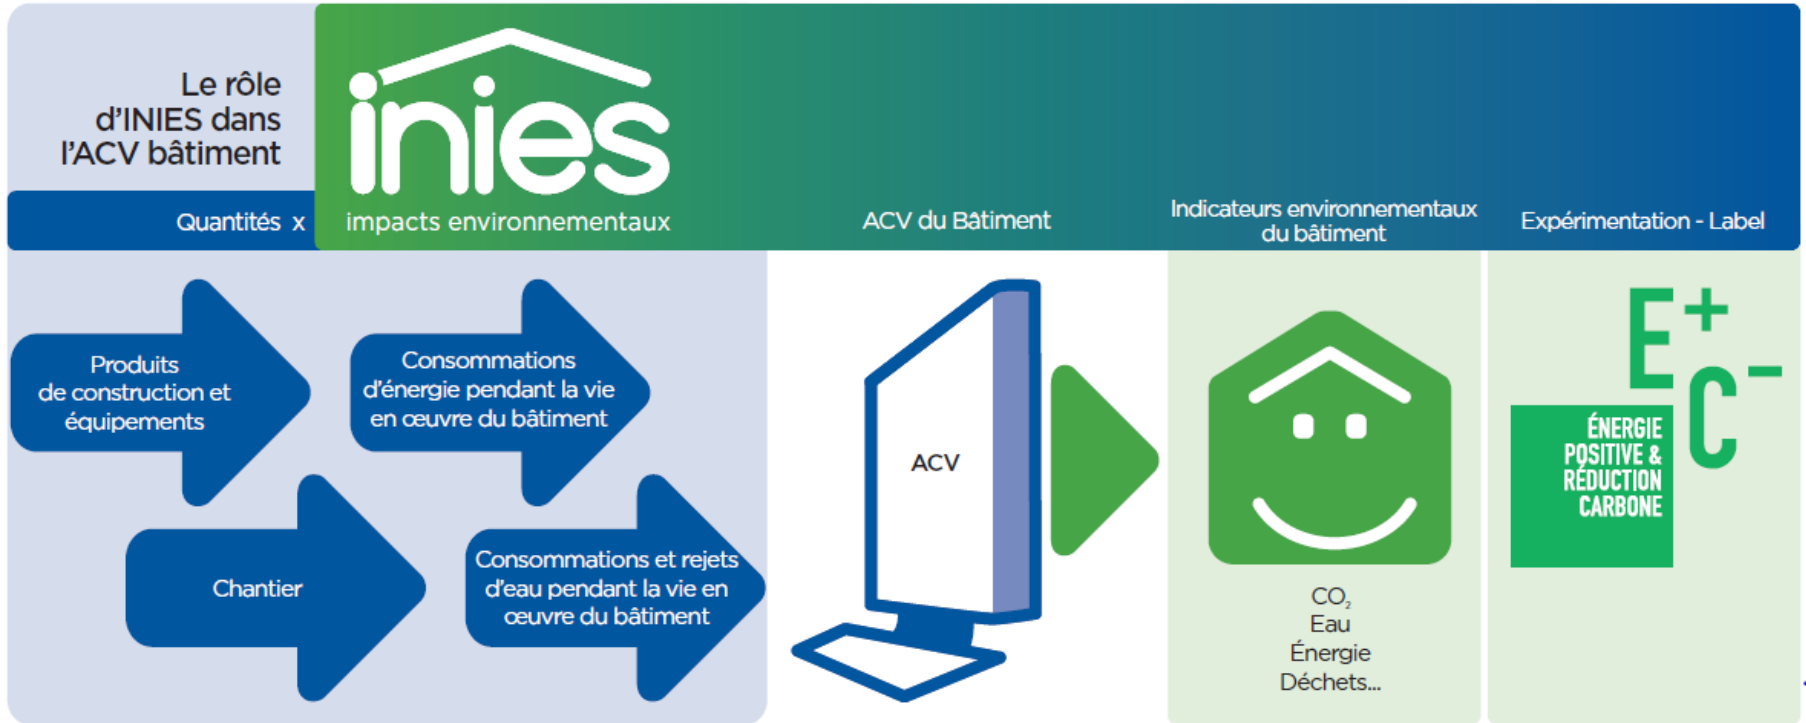 Le rôle
d'INIES dans
l'ACV bâtiment
inies
Quantités x
impacts environnementaux
ACV du Bâtiment
Indicateurs environnementaux
du bâtiment
Expérimentation - Label
Produits
de construction et
équipements
Consommations
d'énergie pendant la vie
en œuvre du bâtiment
Chantier
Consommations et rejets
d'eau pendant la vie en
œuvre du bâtiment
ACV
CO₂
Eau
Énergie
Déchets...
E+
C-
ÉNERGIE
POSITIVE &
RÉDUCTION
CARBONE